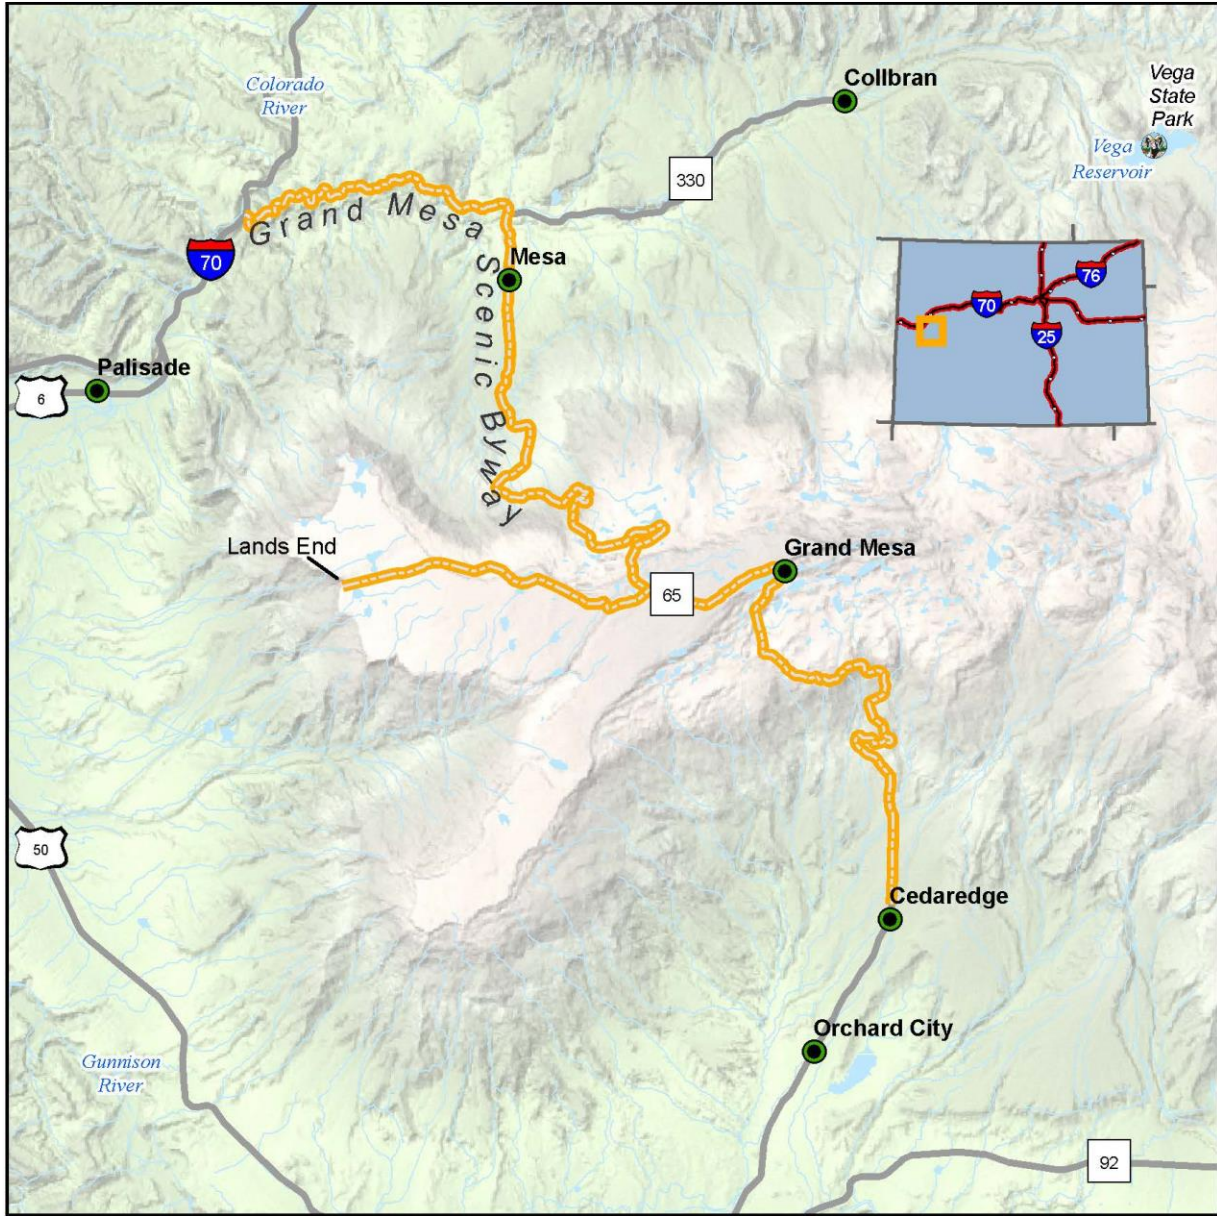 Colorado
River
Collbran
Vega
State
Park
Vega
Reservoir
330
Grand Mesa Scenic Byway
70
Mesa
76
70
25
Palisade
6
Lands End
Grand Mesa
65
50
Cedaredge
Orchard City
Gunnison
River
92